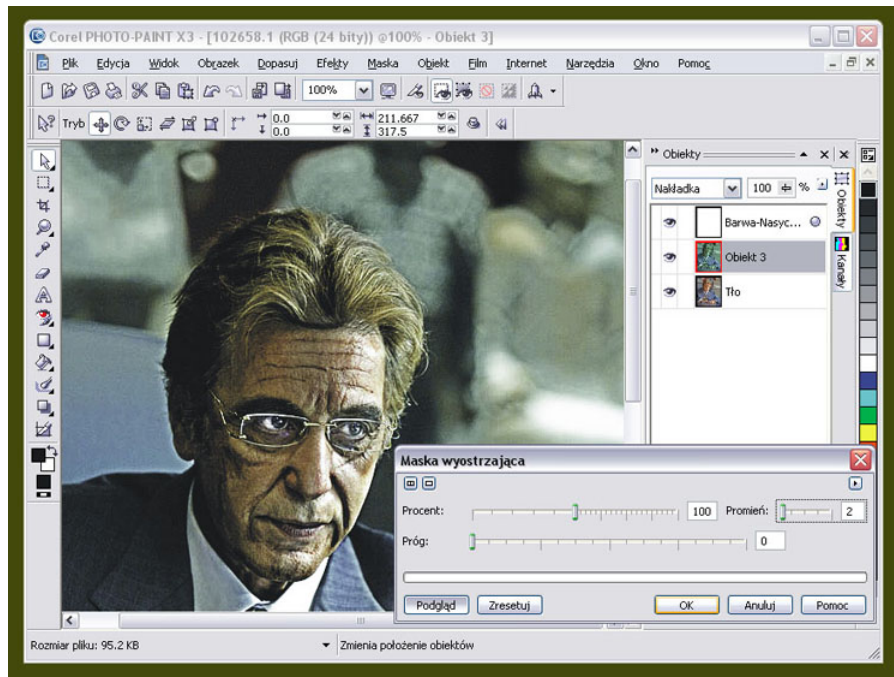 Corel PHOTO-PAINT X3 - [102658.1 (RGB (24 bity)) @100% - Obiekt 3]
Plik Edycja Widok Obrazek Dopasuj Efekty Maska Obiekt Film Internet Narzędzia Okno Pomoc
100%
Tryb 0.0 211.667
0.0 317.5
Obiekty
Nakładka 100 %
Barwa-Nasyc...
Obiekt 3
Tło
Obiekty
Kanały
Maska wyostrzająca
Procent: 100 Promień: 2
Próg: 0
Podgląd Zresetuj OK Anuluj Pomoc
Rozmiar pliku: 95.2 KB Zmienia położenie obiektów